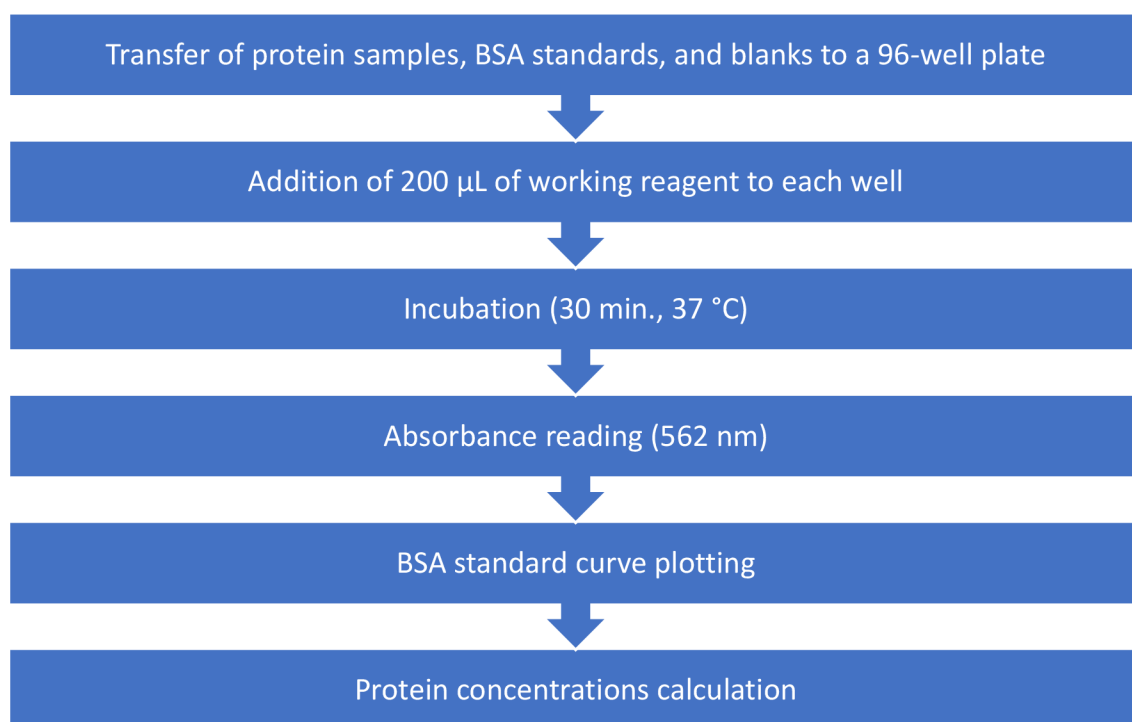 Transfer of protein samples, BSA standards, and blanks to a 96-well plate
Addition of 200 µL of working reagent to each well
Incubation (30 min., 37 °C)
Absorbance reading (562 nm)
BSA standard curve plotting
Protein concentrations calculation